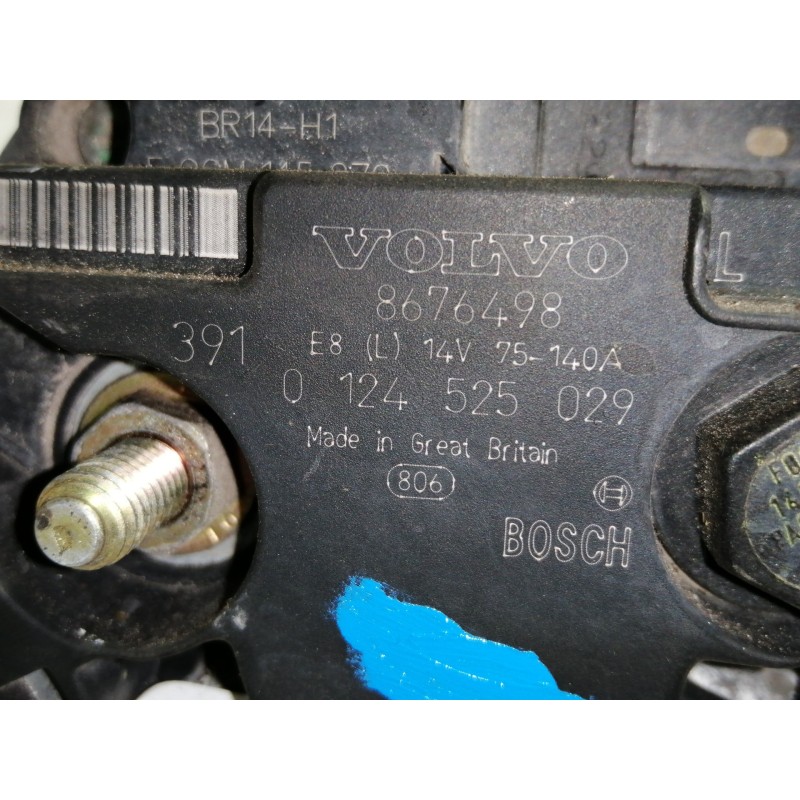 BR14-H1
VOLVO
L
8676498
391
E8 (L) 14V 75-140A
0 124 525 029
Made in Great Britain
806
BOSCH